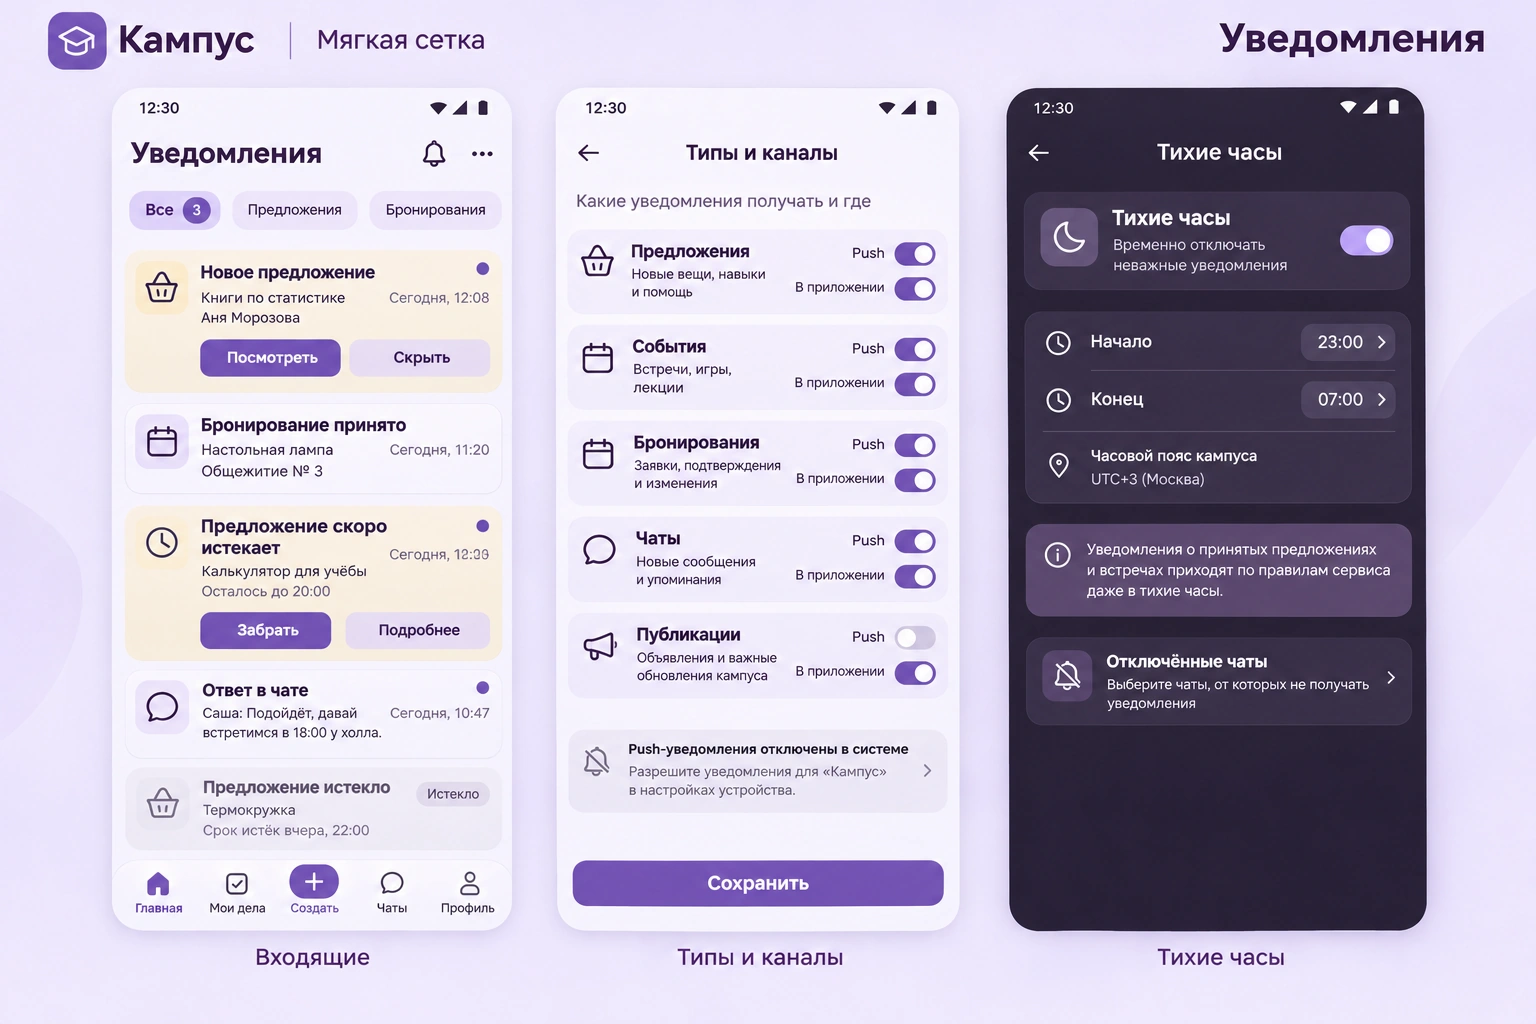 Кампус
Мягкая сетка
Уведомления
12:30
Уведомления
Все 3
Предложения
Бронирования
Новое предложение
Книги по статистике
Сегодня, 12:08
Аня Морозова
Посмотреть
Скрыть
Бронирование принято
Настольная лампа
Сегодня, 11:20
Общежитие № 3
Предложение скоро
истекает
Сегодня,
Калькулятор для учёбы
Осталось до 20:00
Забрать
Подробнее
Ответ в чате
Саша: Подойдёт, давай
Сегодня, 10:47
встретимся в 18:00 у холла.
Предложение истекло
Истекло
Термокружка
Срок истёк вчера, 22:00
Главная
Мои дела
Создать
Чаты
Профиль
Входящие
12:30
Типы и каналы
Какие уведомления получать и где
Предложения
Push
Новые вещи, навыки
и помощь
В приложении
События
Push
Встречи, игры,
лекции
В приложении
Бронирования
Push
Заявки, подтверждения
и изменения
В приложении
Чаты
Push
Новые сообщения
и упоминания
В приложении
Публикации
Push
Объявления и важные
обновления кампуса
В приложении
Push-уведомления отключены в системе
Разрешите уведомления для «Кампус»
в настройках устройства.
Сохранить
Типы и каналы
12:30
Тихие часы
Тихие часы
Временно отключать
неважные уведомления
Начало
23:00
Конец
07:00
Часовой пояс кампуса
UTC+3 (Москва)
Уведомления о принятых предложениях
и встречах приходят по правилам сервиса
даже в тихие часы.
Отключённые чаты
Выберите чаты, от которых не получать
уведомления
Тихие часы